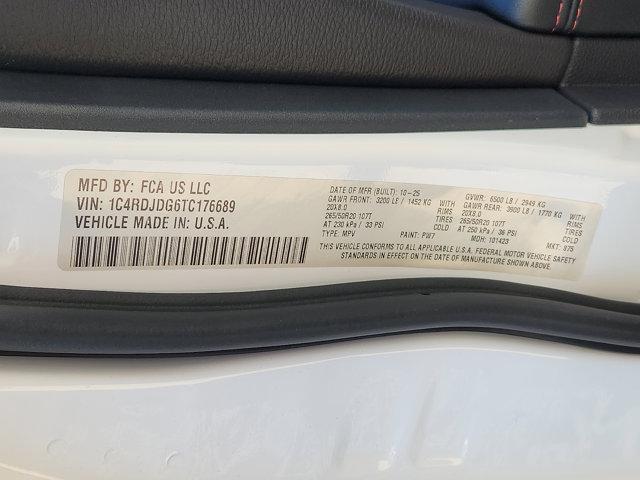 MFD BY: FCA US LLC
VIN: 1C4RDJDG6TC176689
VEHICLE MADE IN: U.S.A.
DATE OF MFR (BUILT): 10-25
GVWR: 6500 LB / 2949 KG
GAWR FRONT: 3200 LB / 1452 KG WITH
GAWR REAR: 3900 LB / 1770 KG WITH
20X8.0 RIMS
20X8.0 RIMS
265/50R20 107T TIRES
265/50R20 107T TIRES
AT 230 kPa / 33 PSI COLD
AT 250 kPa / 36 PSI COLD
TYPE: MPV PAINT: PW7 MDH: 101423 MKT: 875
THIS VEHICLE CONFORMS TO ALL APPLICABLE U.S.A. FEDERAL MOTOR VEHICLE SAFETY
STANDARDS IN EFFECT ON THE DATE OF MANUFACTURE SHOWN ABOVE.